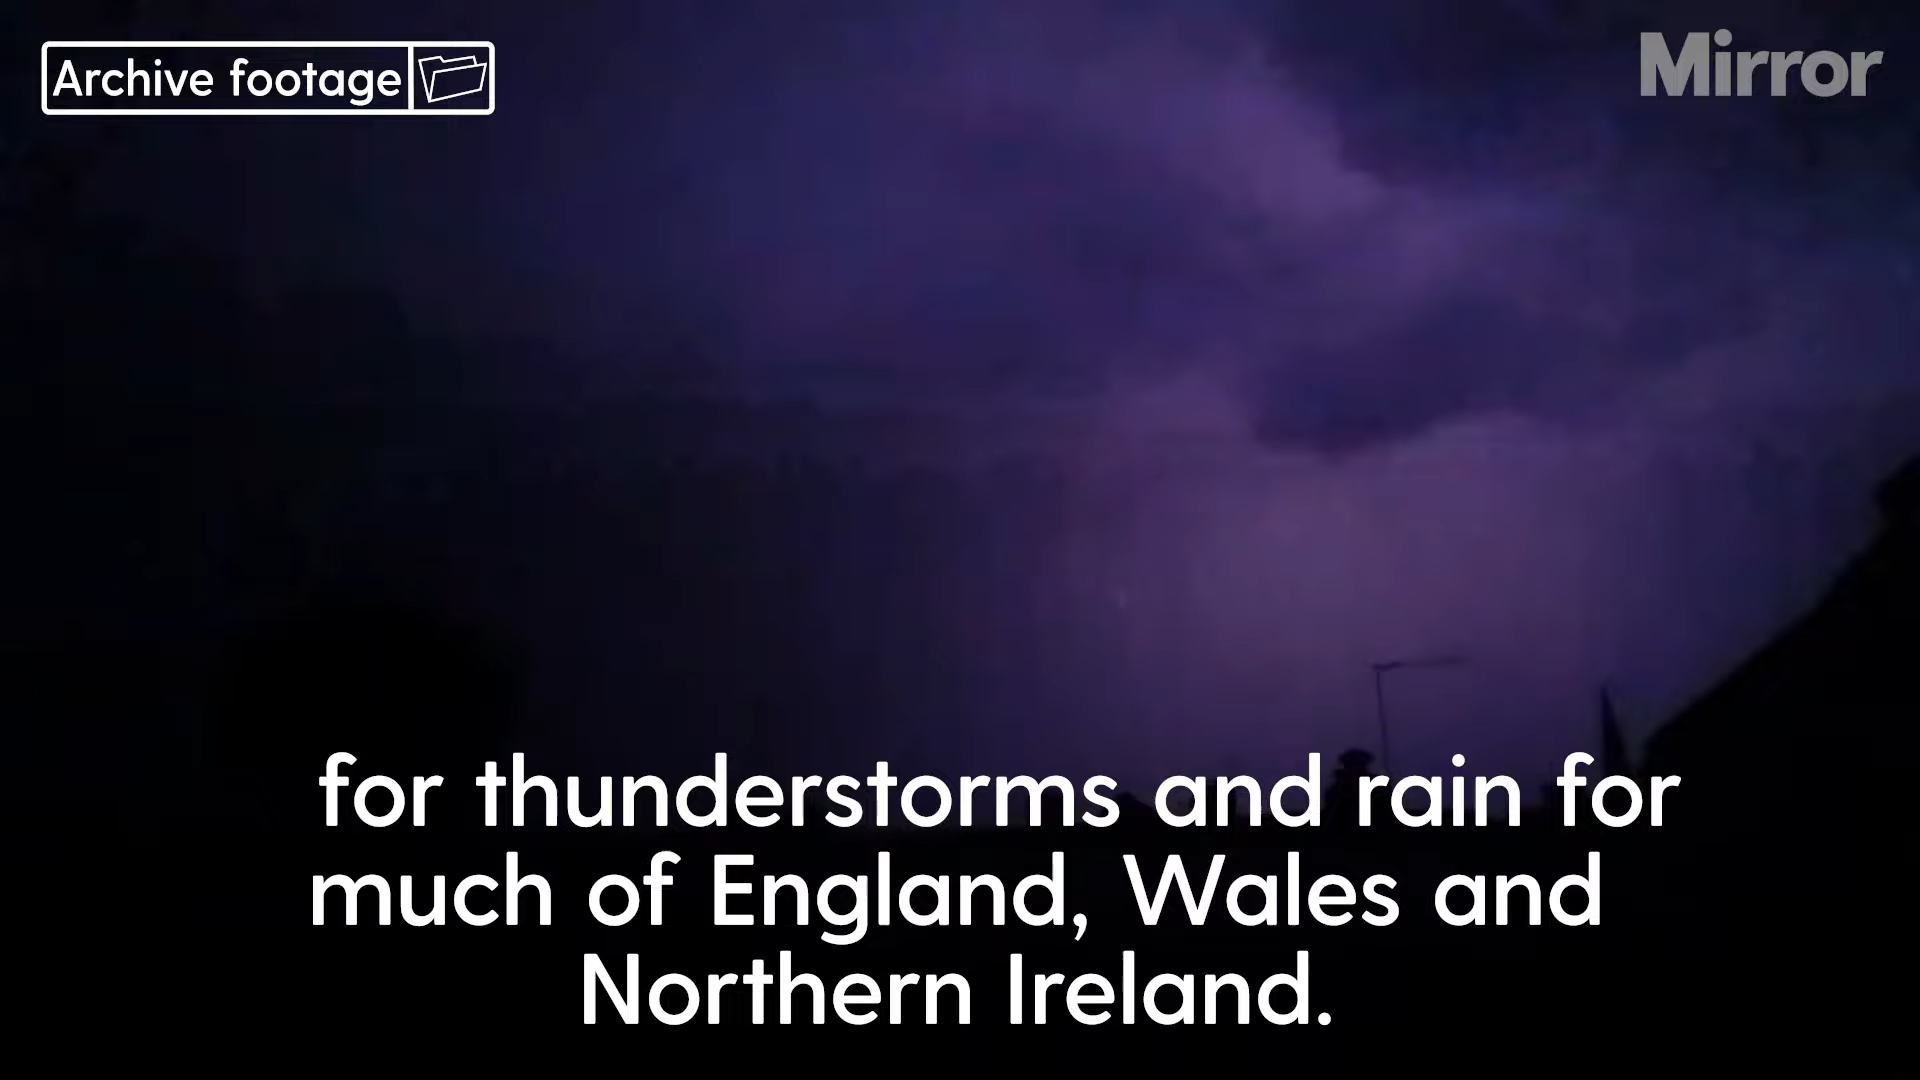 Archive footage
Mirror
for thunderstorms and rain for
much of England, Wales and
Northern Ireland.